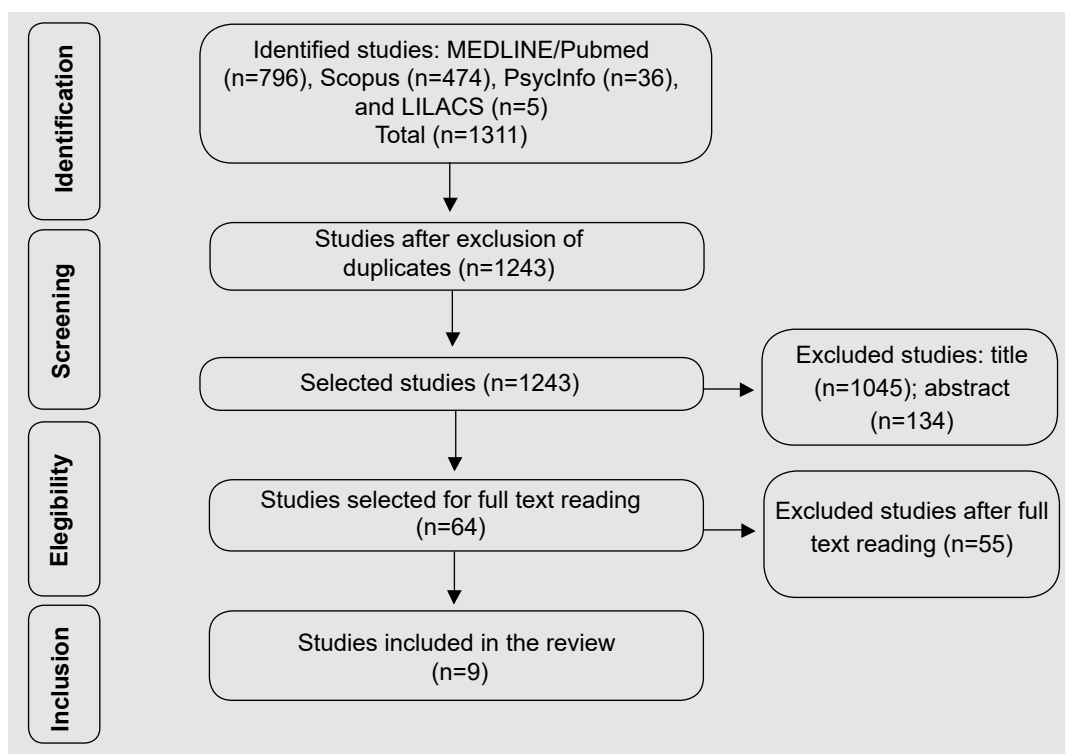 Identification
Identified studies: MEDLINE/Pubmed
(n=796), Scopus (n=474), PsycInfo (n=36),
and LILACS (n=5)
Total (n=1311)
Screening
Studies after exclusion of
duplicates (n=1243)
Selected studies (n=1243)
Excluded studies: title
(n=1045); abstract
(n=134)
Elegibility
Studies selected for full text reading
(n=64)
Excluded studies after full
text reading (n=55)
Inclusion
Studies included in the review
(n=9)